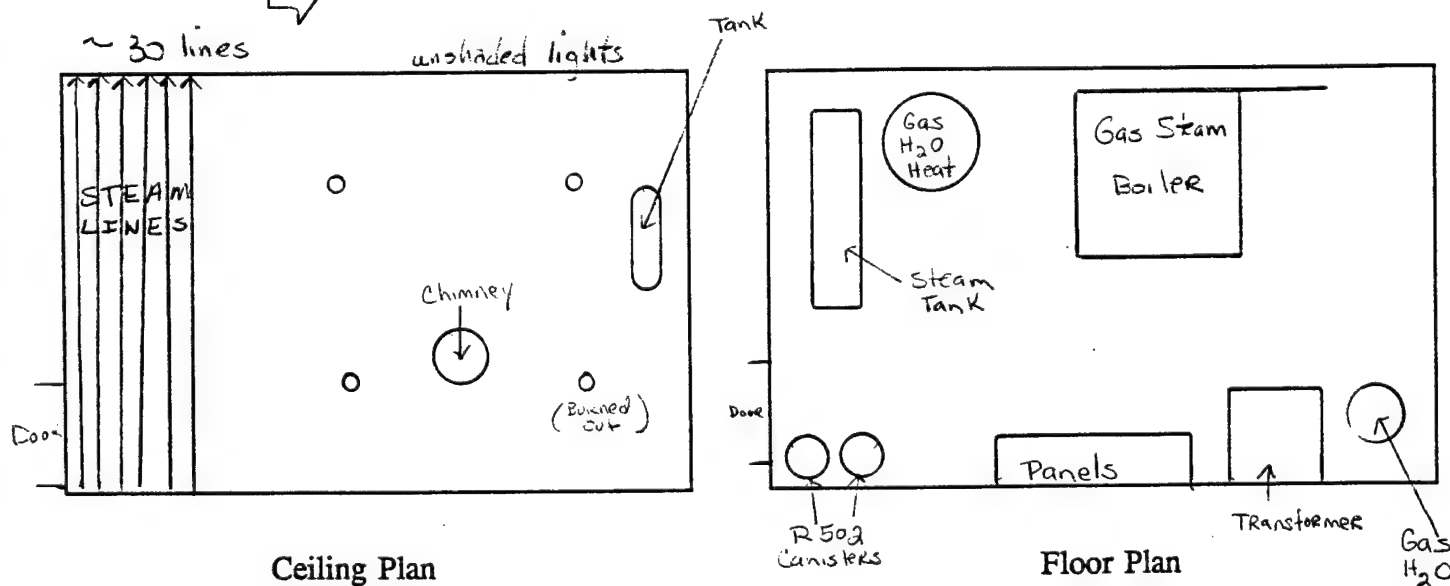 ~ 30 lines
unshaded lights
Tank
STEAM
LINES
Chimney
(Burned
out)
Door
Ceiling Plan
Gas
H₂O
Heat
Gas Steam
Boiler
Steam
Tank
Door
R502
Canisters
Panels
Transformer
Gas
H₂O
Floor Plan